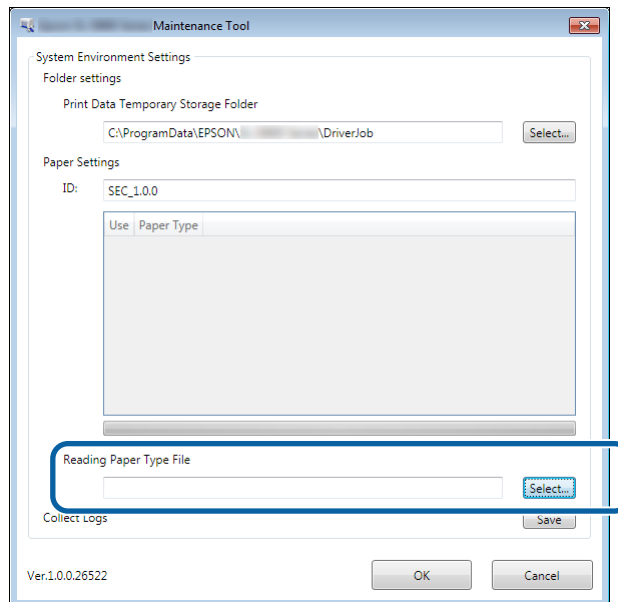 Maintenance Tool
System Environment Settings
Folder settings
Print Data Temporary Storage Folder
C:\ProgramData\EPSON\ \DriverJob Select...
Paper Settings
ID: SEC_1.0.0
Use Paper Type
Reading Paper Type File
Select...
Collect Logs Save
Ver.1.0.0.26522 OK Cancel